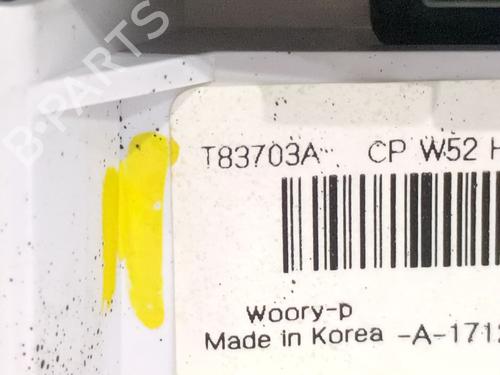 B-PARTS
T83703A CP W52 H
Woory-p
Made in Korea -A-1712